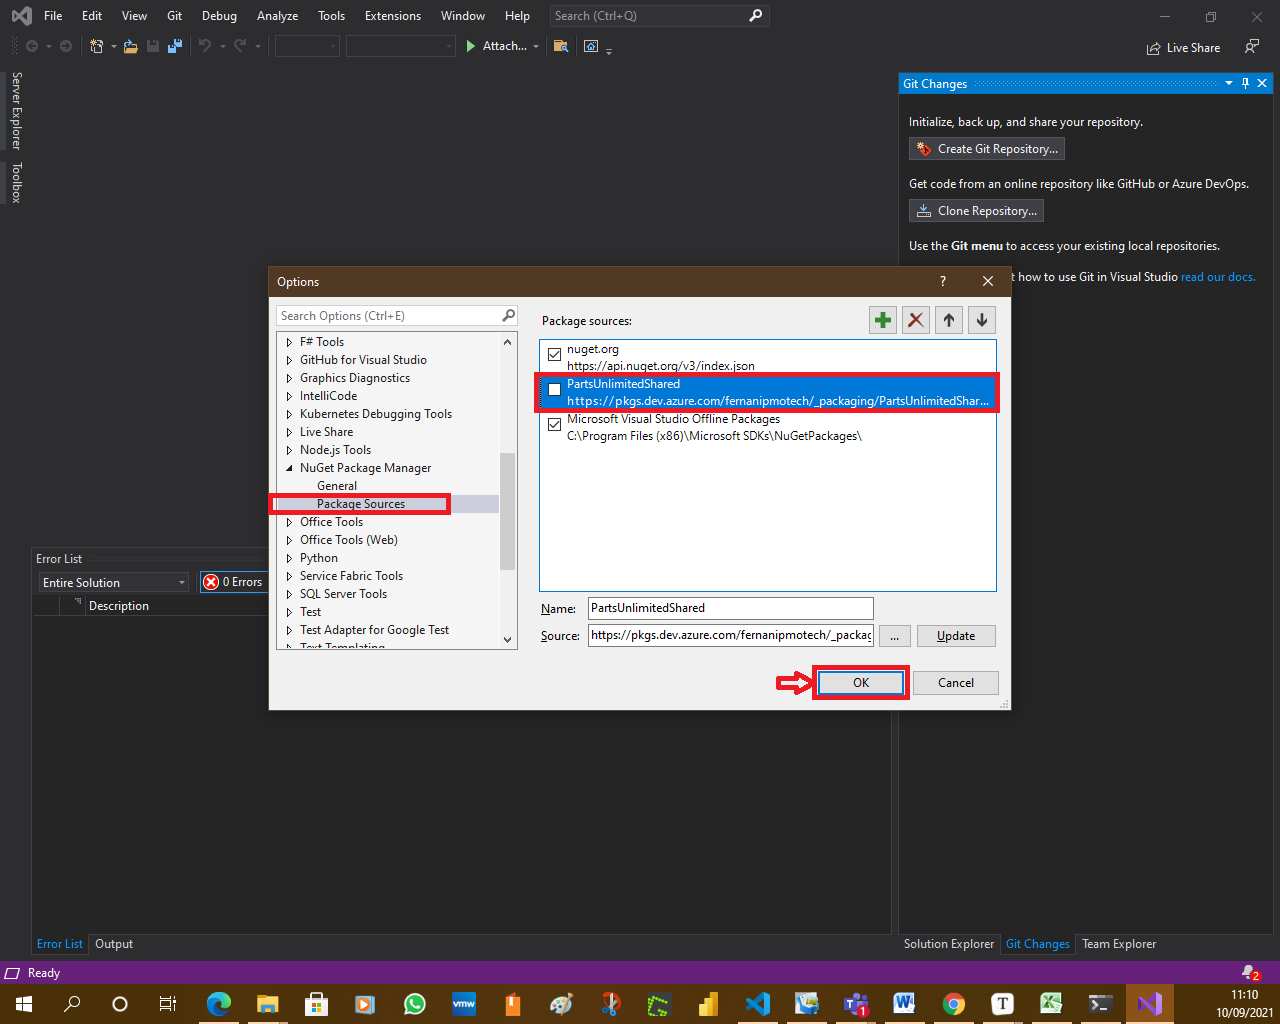 File Edit View Git Debug Analyze Tools Extensions Window Help Search (Ctrl+Q)
Attach... Live Share
Server Explorer
Toolbox
Git Changes
Initialize, back up, and share your repository.
Create Git Repository...
Get code from an online repository like GitHub or Azure DevOps.
Clone Repository...
Use the Git menu to access your existing local repositories.
t how to use Git in Visual Studio read our docs.
Options ?
Search Options (Ctrl+E)
F# Tools
GitHub for Visual Studio
Graphics Diagnostics
IntelliCode
Kubernetes Debugging Tools
Live Share
Node.js Tools
NuGet Package Manager
General
Package Sources
Office Tools
Office Tools (Web)
Python
Service Fabric Tools
SQL Server Tools
Test
Test Adapter for Google Test
Text Templating
Package sources:
nuget.org
https://api.nuget.org/v3/index.json
PartsUnlimitedShared
https://pkgs.dev.azure.com/fernanipmotech/_packaging/PartsUnlimitedShar...
Microsoft Visual Studio Offline Packages
C:\Program Files (x86)\Microsoft SDKs\NuGetPackages\
Name: PartsUnlimitedShared
Source: https://pkgs.dev.azure.com/fernanipmotech/_packag ... Update
OK Cancel
Error List
Entire Solution 0 Errors
Description
Error List Output
Solution Explorer Git Changes Team Explorer
Ready 2
vmw 1 W T X
11:10
10/09/2021